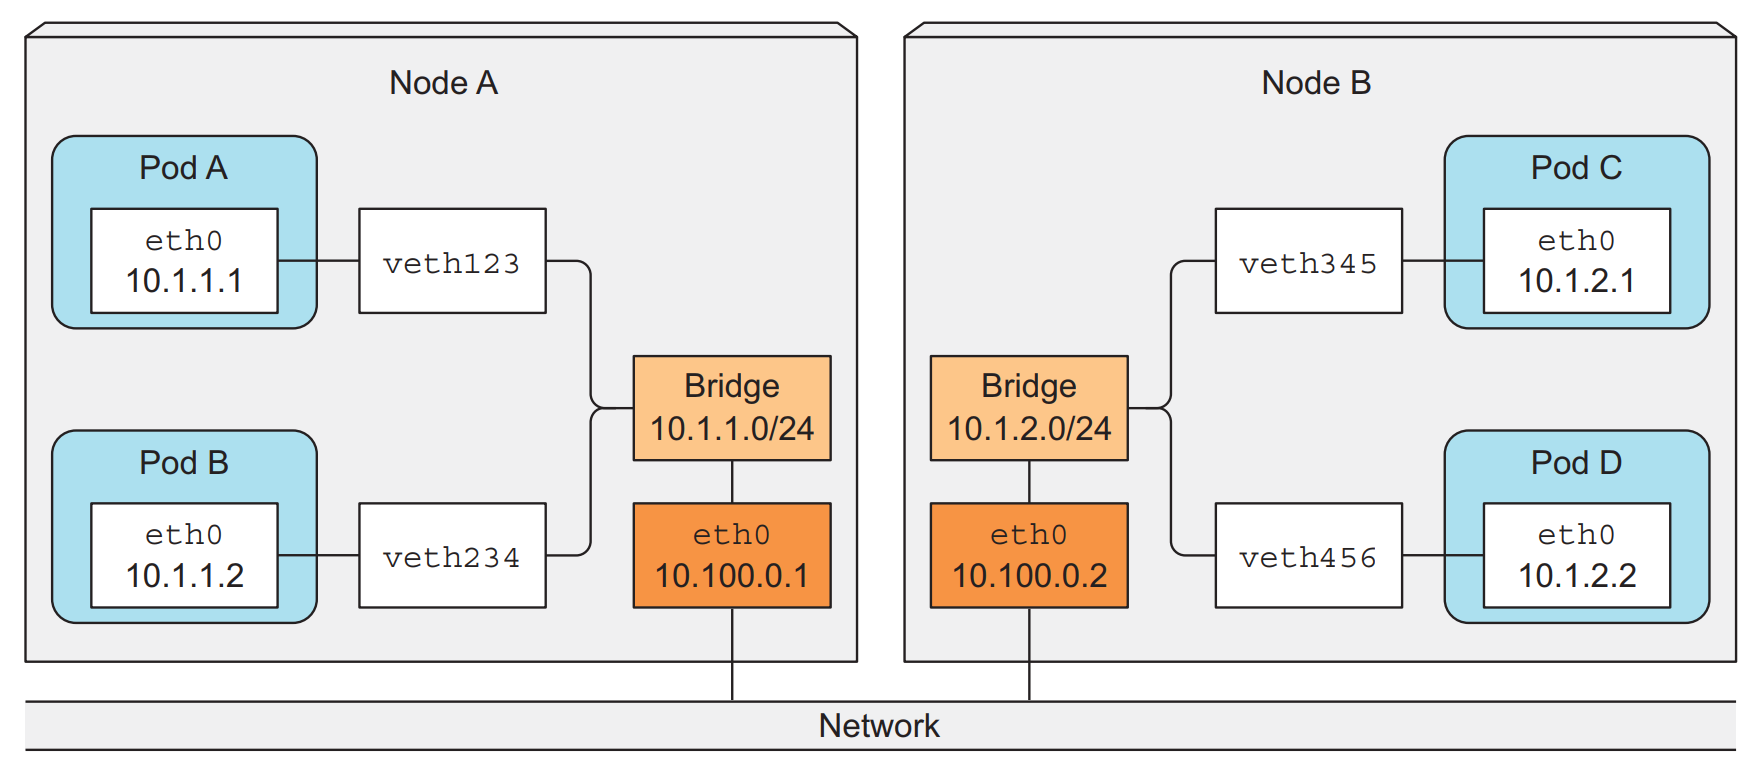 Node A
Pod A
eth0
10.1.1.1
veth123
Bridge
10.1.1.0/24
Pod B
eth0
10.1.1.2
veth234
eth0
10.100.0.1
Node B
Pod C
veth345
eth0
10.1.2.1
Bridge
10.1.2.0/24
Pod D
eth0
10.100.0.2
veth456
eth0
10.1.2.2
Network